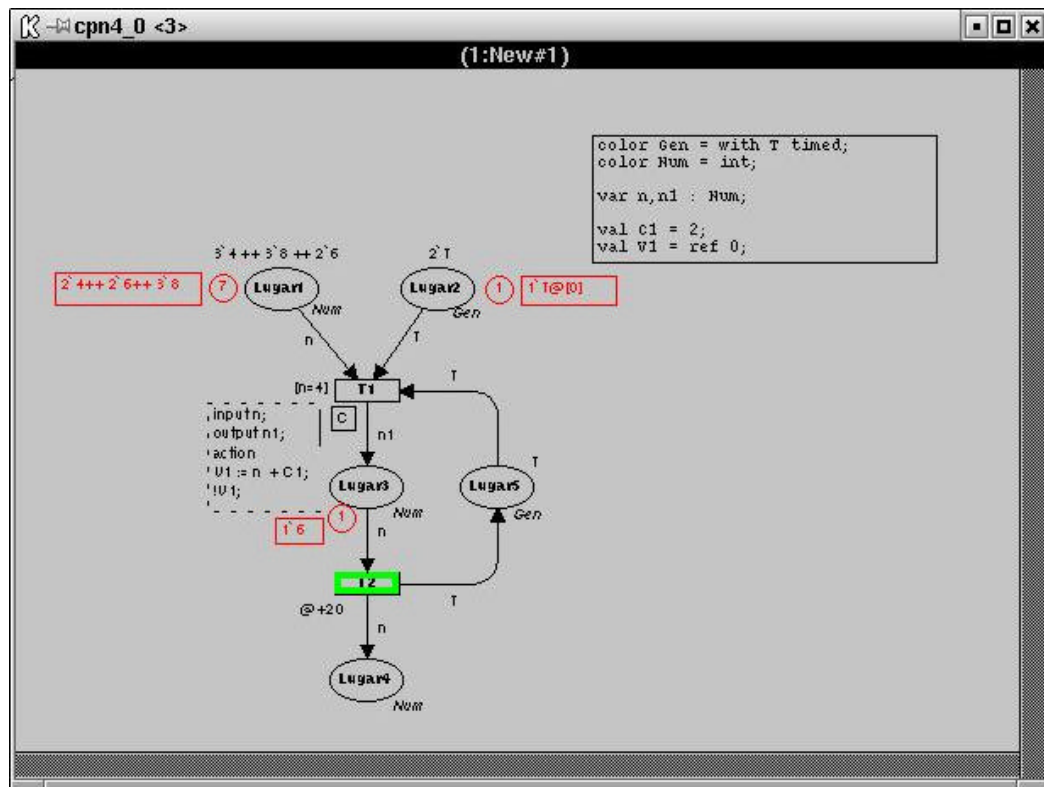 cpn4_0 <3>
(1:New#1)
color Gen = with T timed;
color Num = int;
var n,n1 : Num;
val C1 = 2;
val V1 = ref 0;
3`4 ++ 3`8 ++ 2`6
2`T
2`4++ 2`6++ 3`8
7
Lugar1
Num
Lugar2
Gen
1
1`T@[0]
n
T
T
[n=4]
T1
C
input n;
output n1;
action
V1 := n + C1;
!V1;
n1
Lugar3
Num
T
Lugar5
Gen
1`6
1
n
T2
@+20
T
n
Lugar4
Num